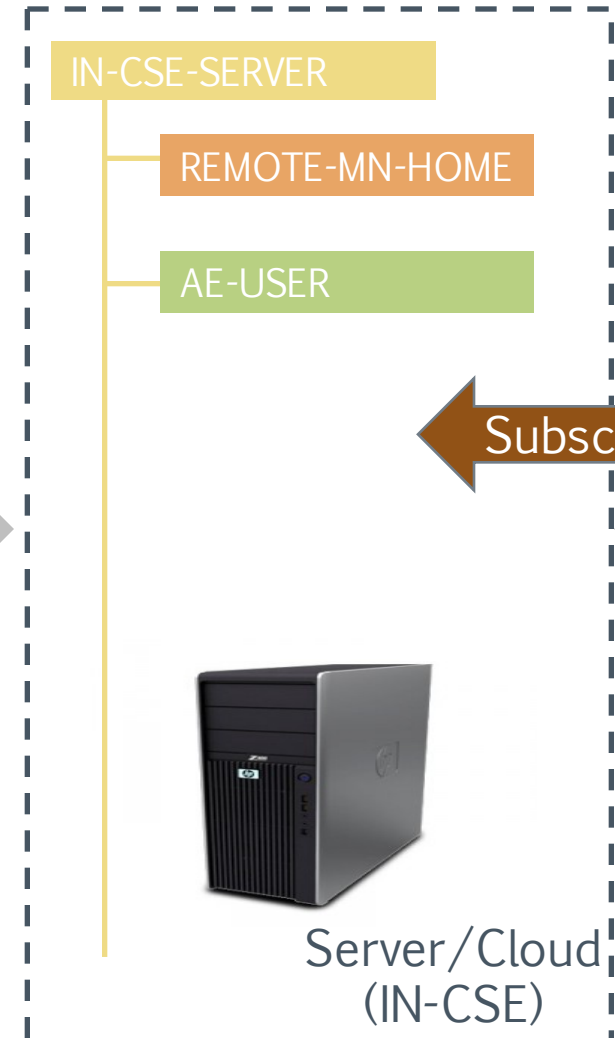 IN-CSE-SERVER
REMOTE-MN-HOME
AE-USER
Subsc
Server/Cloud
(IN-CSE)